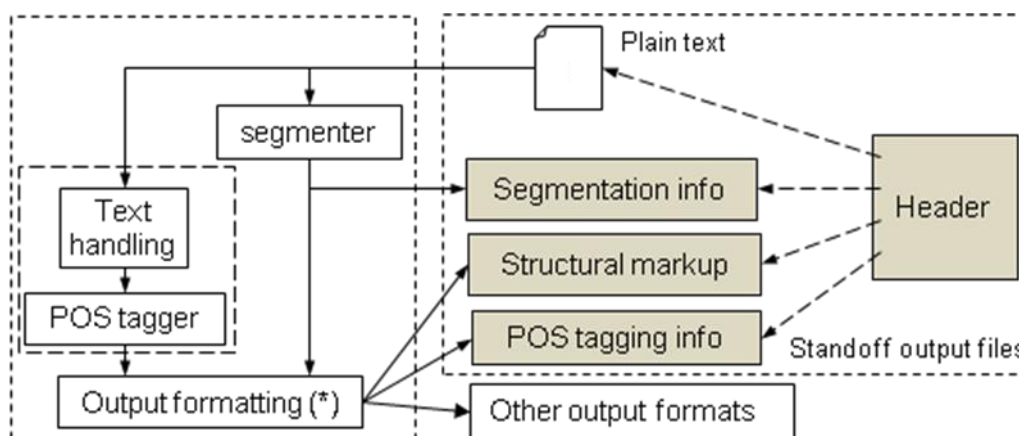 Plain text
segmenter
Segmentation info
Header
Text
handling
Structural markup
POS tagger
POS tagging info
Standoff output files
Output formatting (*)
Other output formats